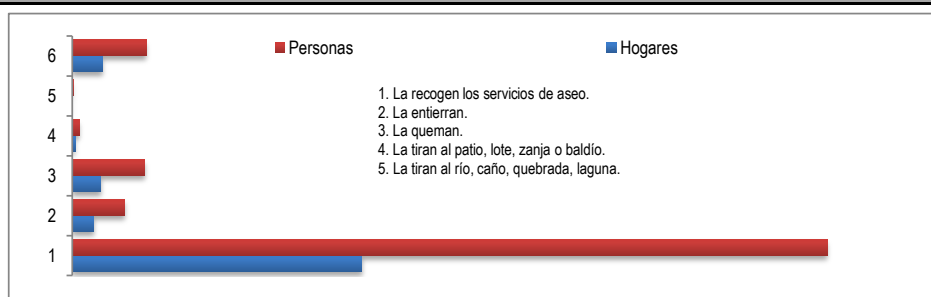 6
Personas
Hogares
5
1. La recogen los servicios de aseo.
2. La entierran.
4
3. La queman.
4. La tiran al patio, lote, zanja o baldío.
3
5. La tiran al río, caño, quebrada, laguna.
2
1